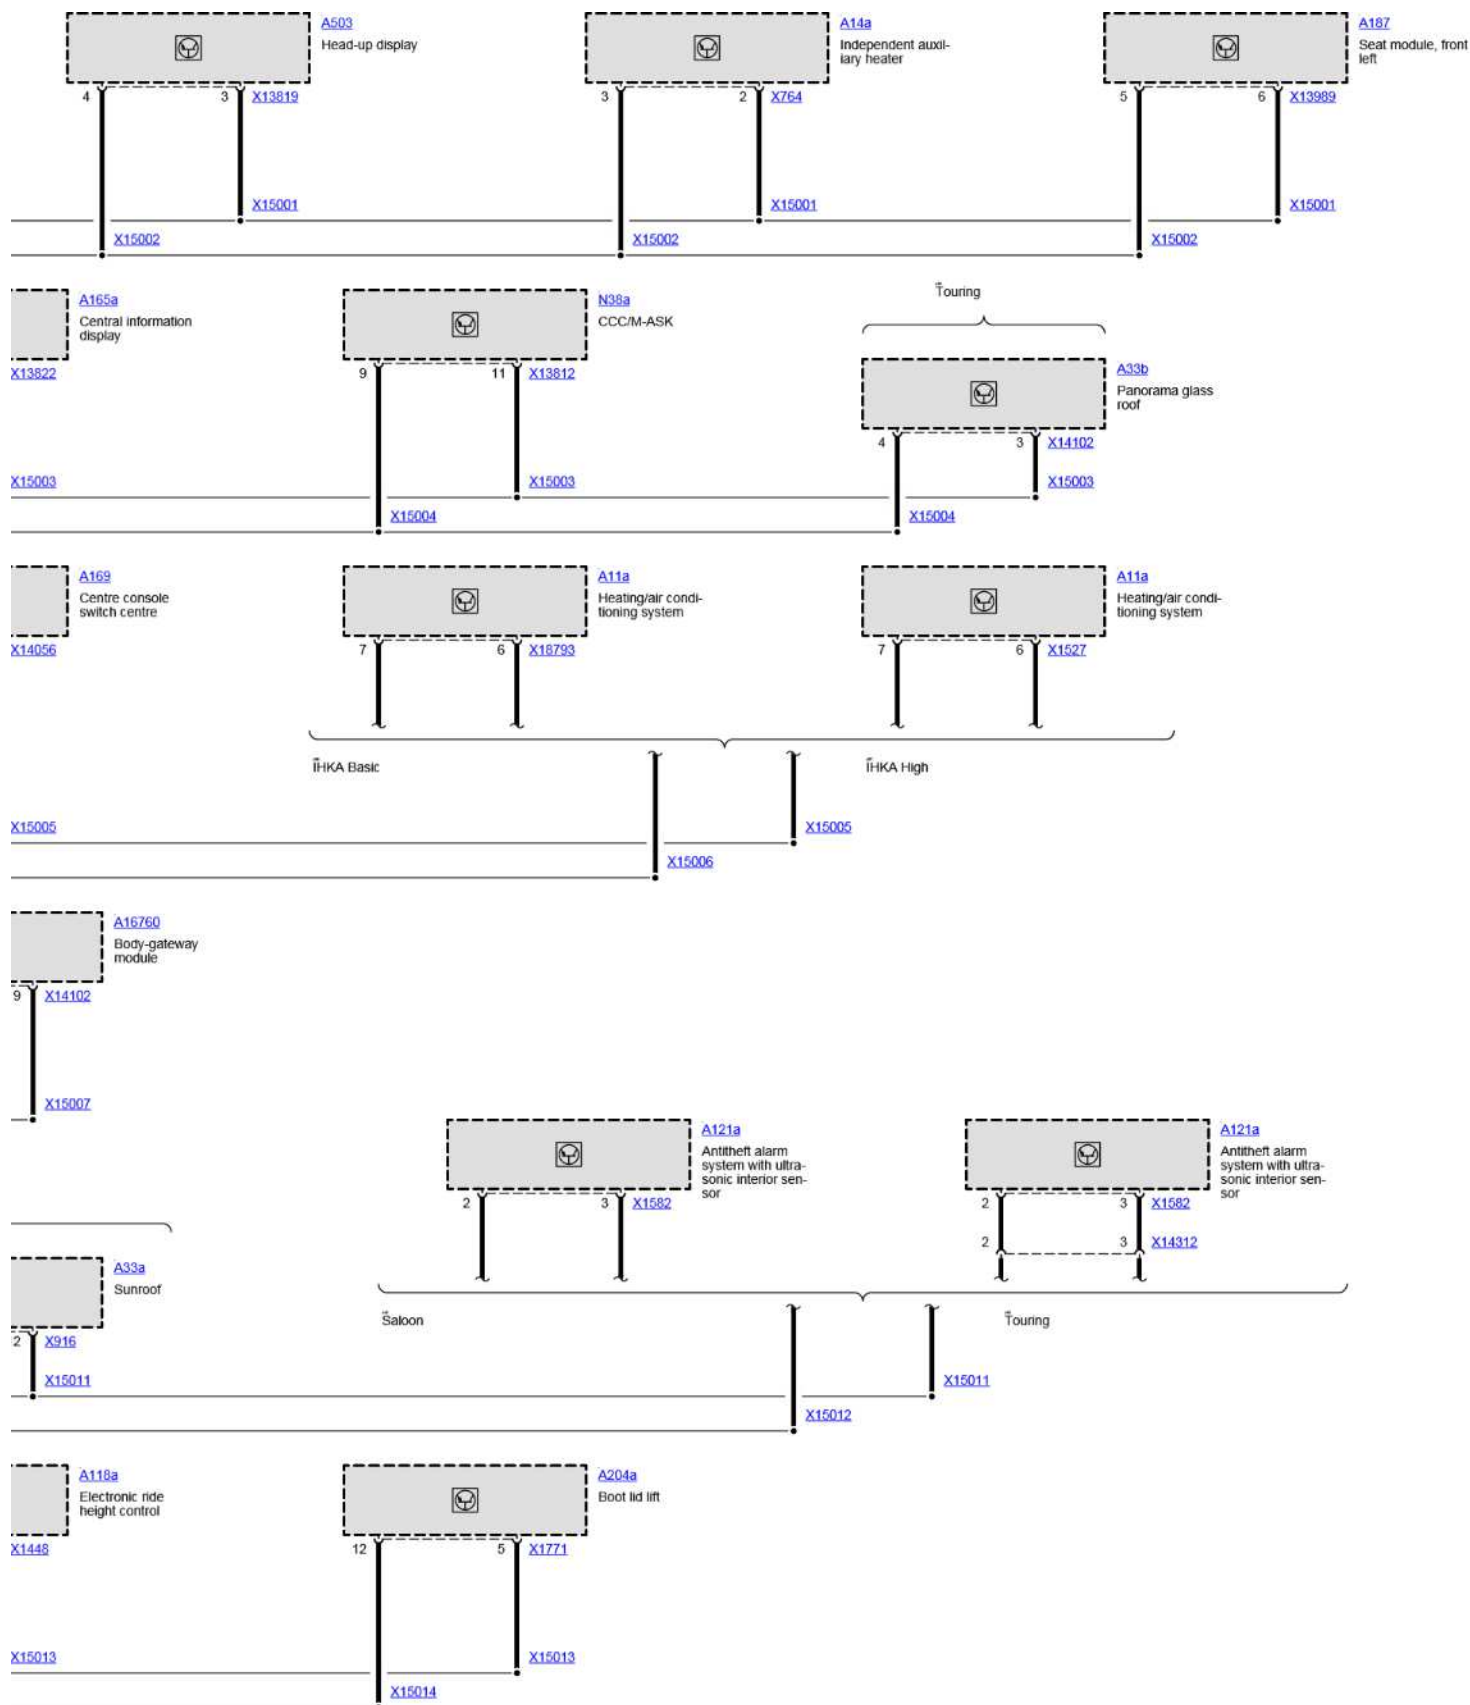 A503
Head-up display
4
3
X13819
X15001
X15002
A14a
Independent auxil-
iary heater
3
2
X764
X15001
X15002
A187
Seat module, front
left
5
6
X13989
X15001
X15002
A165a
Central information
display
X13822
X15003
N38a
CCC/M-ASK
9
11
X13812
X15003
X15004
Touring
A33b
Panorama glass
roof
4
3
X14102
X15003
X15004
A169
Centre console
switch centre
X14056
A11a
Heating/air condi-
tioning system
7
6
X18793
A11a
Heating/air condi-
tioning system
7
6
X1527
IHKA Basic
IHKA High
X15005
X15005
X15006
A16760
Body-gateway
module
9
X14102
X15007
A121a
Antitheft alarm
system with ultra-
sonic interior sen-
sor
2
3
X1582
A121a
Antitheft alarm
system with ultra-
sonic interior sen-
sor
2
3
X1582
2
3
X14312
A33a
Sunroof
2
X916
X15011
Saloon
Touring
X15011
X15012
A118a
Electronic ride
height control
X1448
X15013
A204a
Boot lid lift
12
5
X1771
X15013
X15014